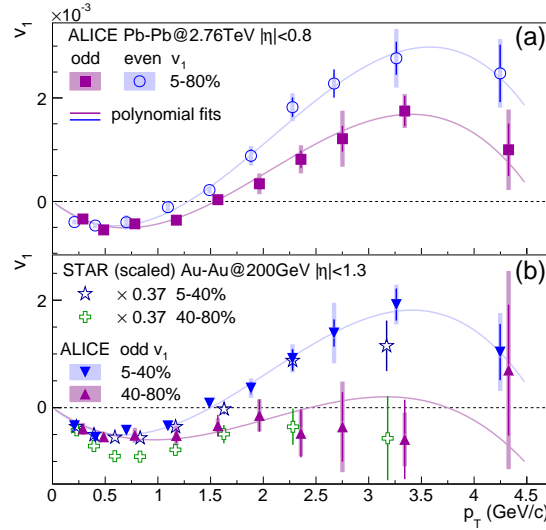 ×10⁻³
v₁
ALICE Pb-Pb@2.76TeV |η|<0.8 (a)
odd even v₁
5-80%
polynomial fits
2
0
v₁
STAR (scaled) Au-Au@200GeV |η|<1.3 (b)
× 0.37 5-40%
× 0.37 40-80%
ALICE odd v₁
5-40%
40-80%
2
0
0 0.5 1 1.5 2 2.5 3 3.5 4 4.5
p_T (GeV/c)